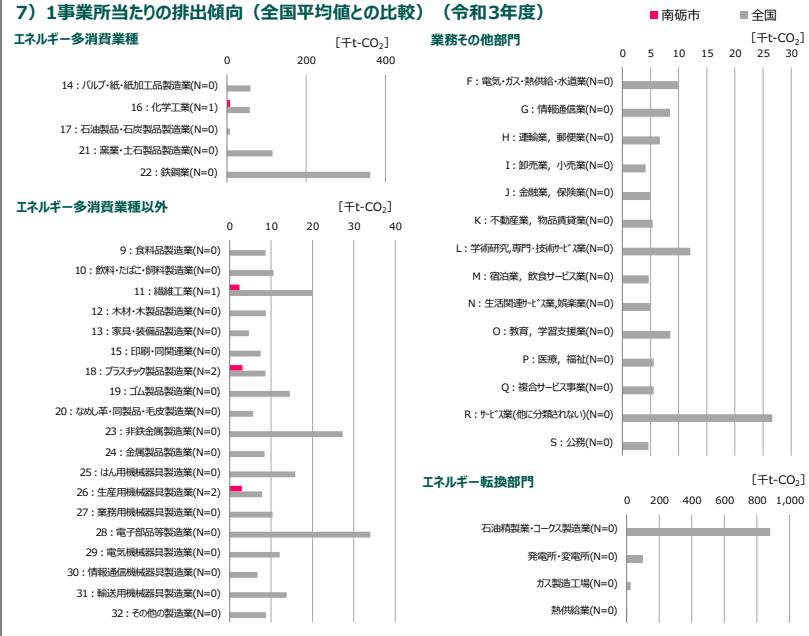 7）1事業所当たりの排出傾向（全国平均値との比較）（令和3年度）
南砺市 全国
エネルギー多消費業種
[千t-CO₂]
0 200 400
14：パルプ・紙・紙加工品製造業(N=0)
16：化学工業(N=1)
17：石油製品・石炭製品製造業(N=0)
21：窯業・土石製品製造業(N=0)
22：鉄鋼業(N=0)
エネルギー多消費業種以外
[千t-CO₂]
0 10 20 30 40
9：食料品製造業(N=0)
10：飲料・たばこ・飼料製造業(N=0)
11：繊維工業(N=1)
12：木材・木製品製造業(N=0)
13：家具・装備品製造業(N=0)
15：印刷・同関連業(N=0)
18：プラスチック製品製造業(N=2)
19：ゴム製品製造業(N=0)
20：なめし革・同製品・毛皮製造業(N=0)
23：非鉄金属製造業(N=0)
24：金属製品製造業(N=0)
25：はん用機械器具製造業(N=0)
26：生産用機械器具製造業(N=2)
27：業務用機械器具製造業(N=0)
28：電子部品等製造業(N=0)
29：電気機械器具製造業(N=0)
30：情報通信機械器具製造業(N=0)
31：輸送用機械器具製造業(N=0)
32：その他の製造業(N=0)
業務その他部門
[千t-CO₂]
0 5 10 15 20 25 30
F：電気・ガス・熱供給・水道業(N=0)
G：情報通信業(N=0)
H：運輸業，郵便業(N=0)
I：卸売業，小売業(N=0)
J：金融業，保険業(N=0)
K：不動産業，物品賃貸業(N=0)
L：学術研究,専門・技術ｻｰﾋﾞｽ業(N=0)
M：宿泊業，飲食サービス業(N=0)
N：生活関連ｻｰﾋﾞｽ業,娯楽業(N=0)
O：教育，学習支援業(N=0)
P：医療，福祉(N=0)
Q：複合サービス事業(N=0)
R：ｻｰﾋﾞｽ業(他に分類されない)(N=0)
S：公務(N=0)
エネルギー転換部門
[千t-CO₂]
0 200 400 600 800 1,000
石油精製業・コークス製造業(N=0)
発電所・変電所(N=0)
ガス製造工場(N=0)
熱供給業(N=0)